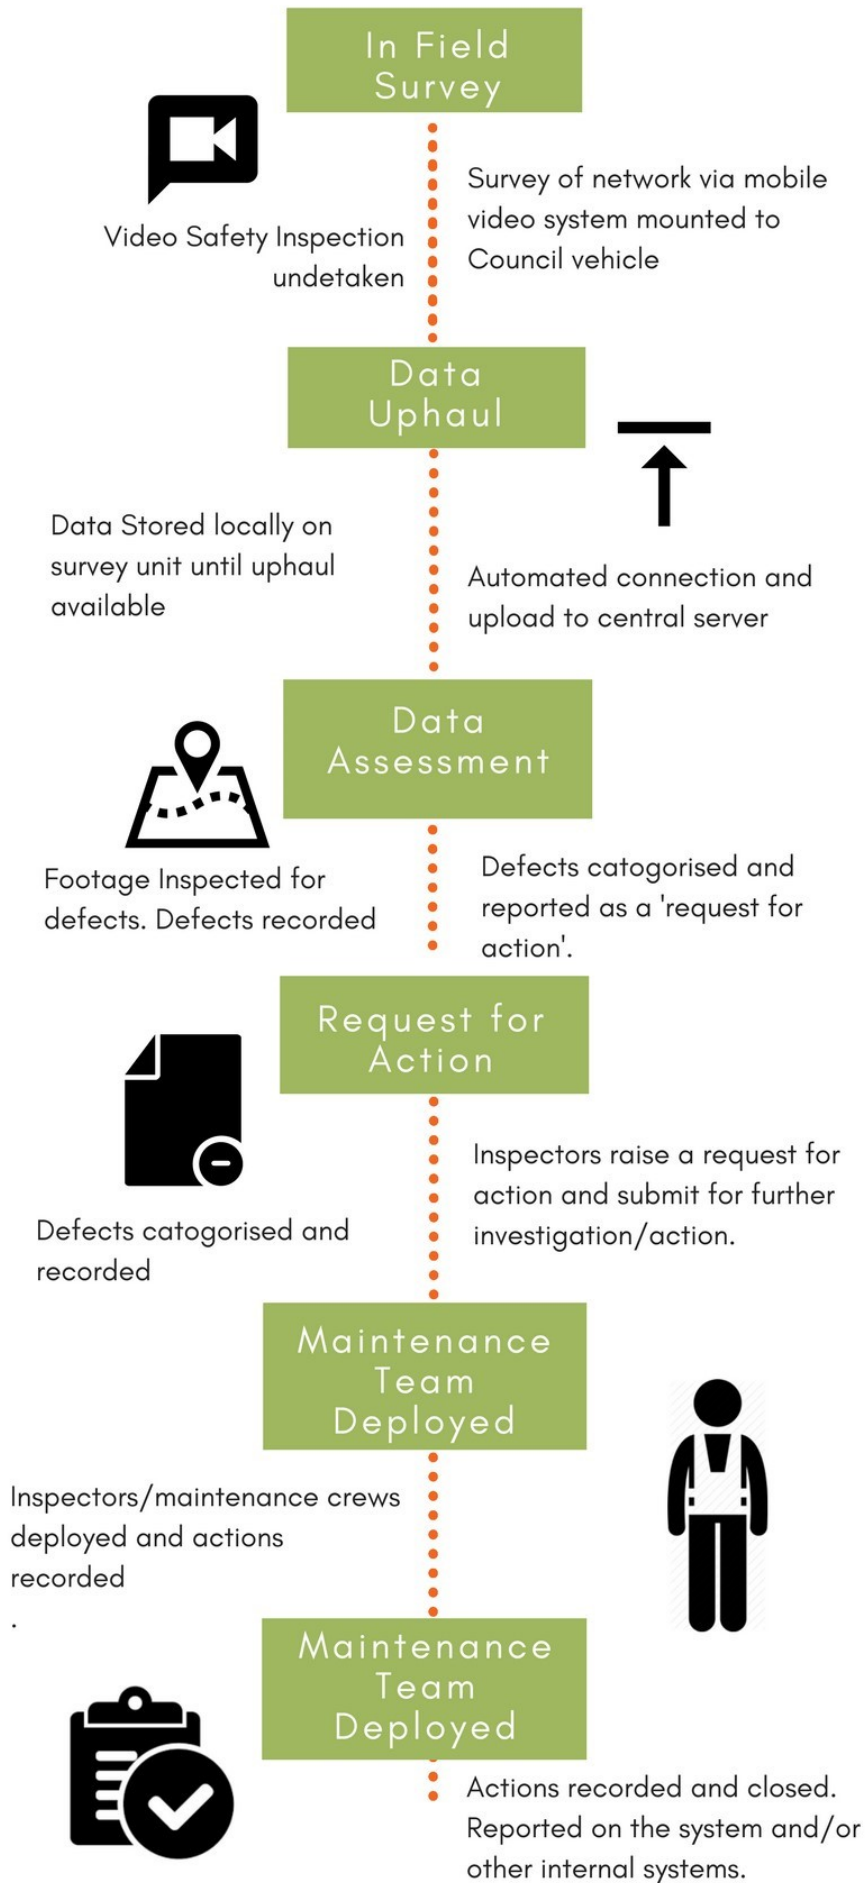 In Field
Survey
Video Safety Inspection
undetaken
Survey of network via mobile
video system mounted to
Council vehicle
Data
Uphaul
Data Stored locally on
survey unit until uphaul
available
Automated connection and
upload to central server
Data
Assessment
Footage Inspected for
defects. Defects recorded
Defects catogorised and
reported as a 'request for
action'.
Request for
Action
Defects catogorised and
recorded
Inspectors raise a request for
action and submit for further
investigation/action.
Maintenance
Team
Deployed
Inspectors/maintenance crews
deployed and actions
recorded
.
Maintenance
Team
Deployed
Actions recorded and closed.
Reported on the system and/or
other internal systems.